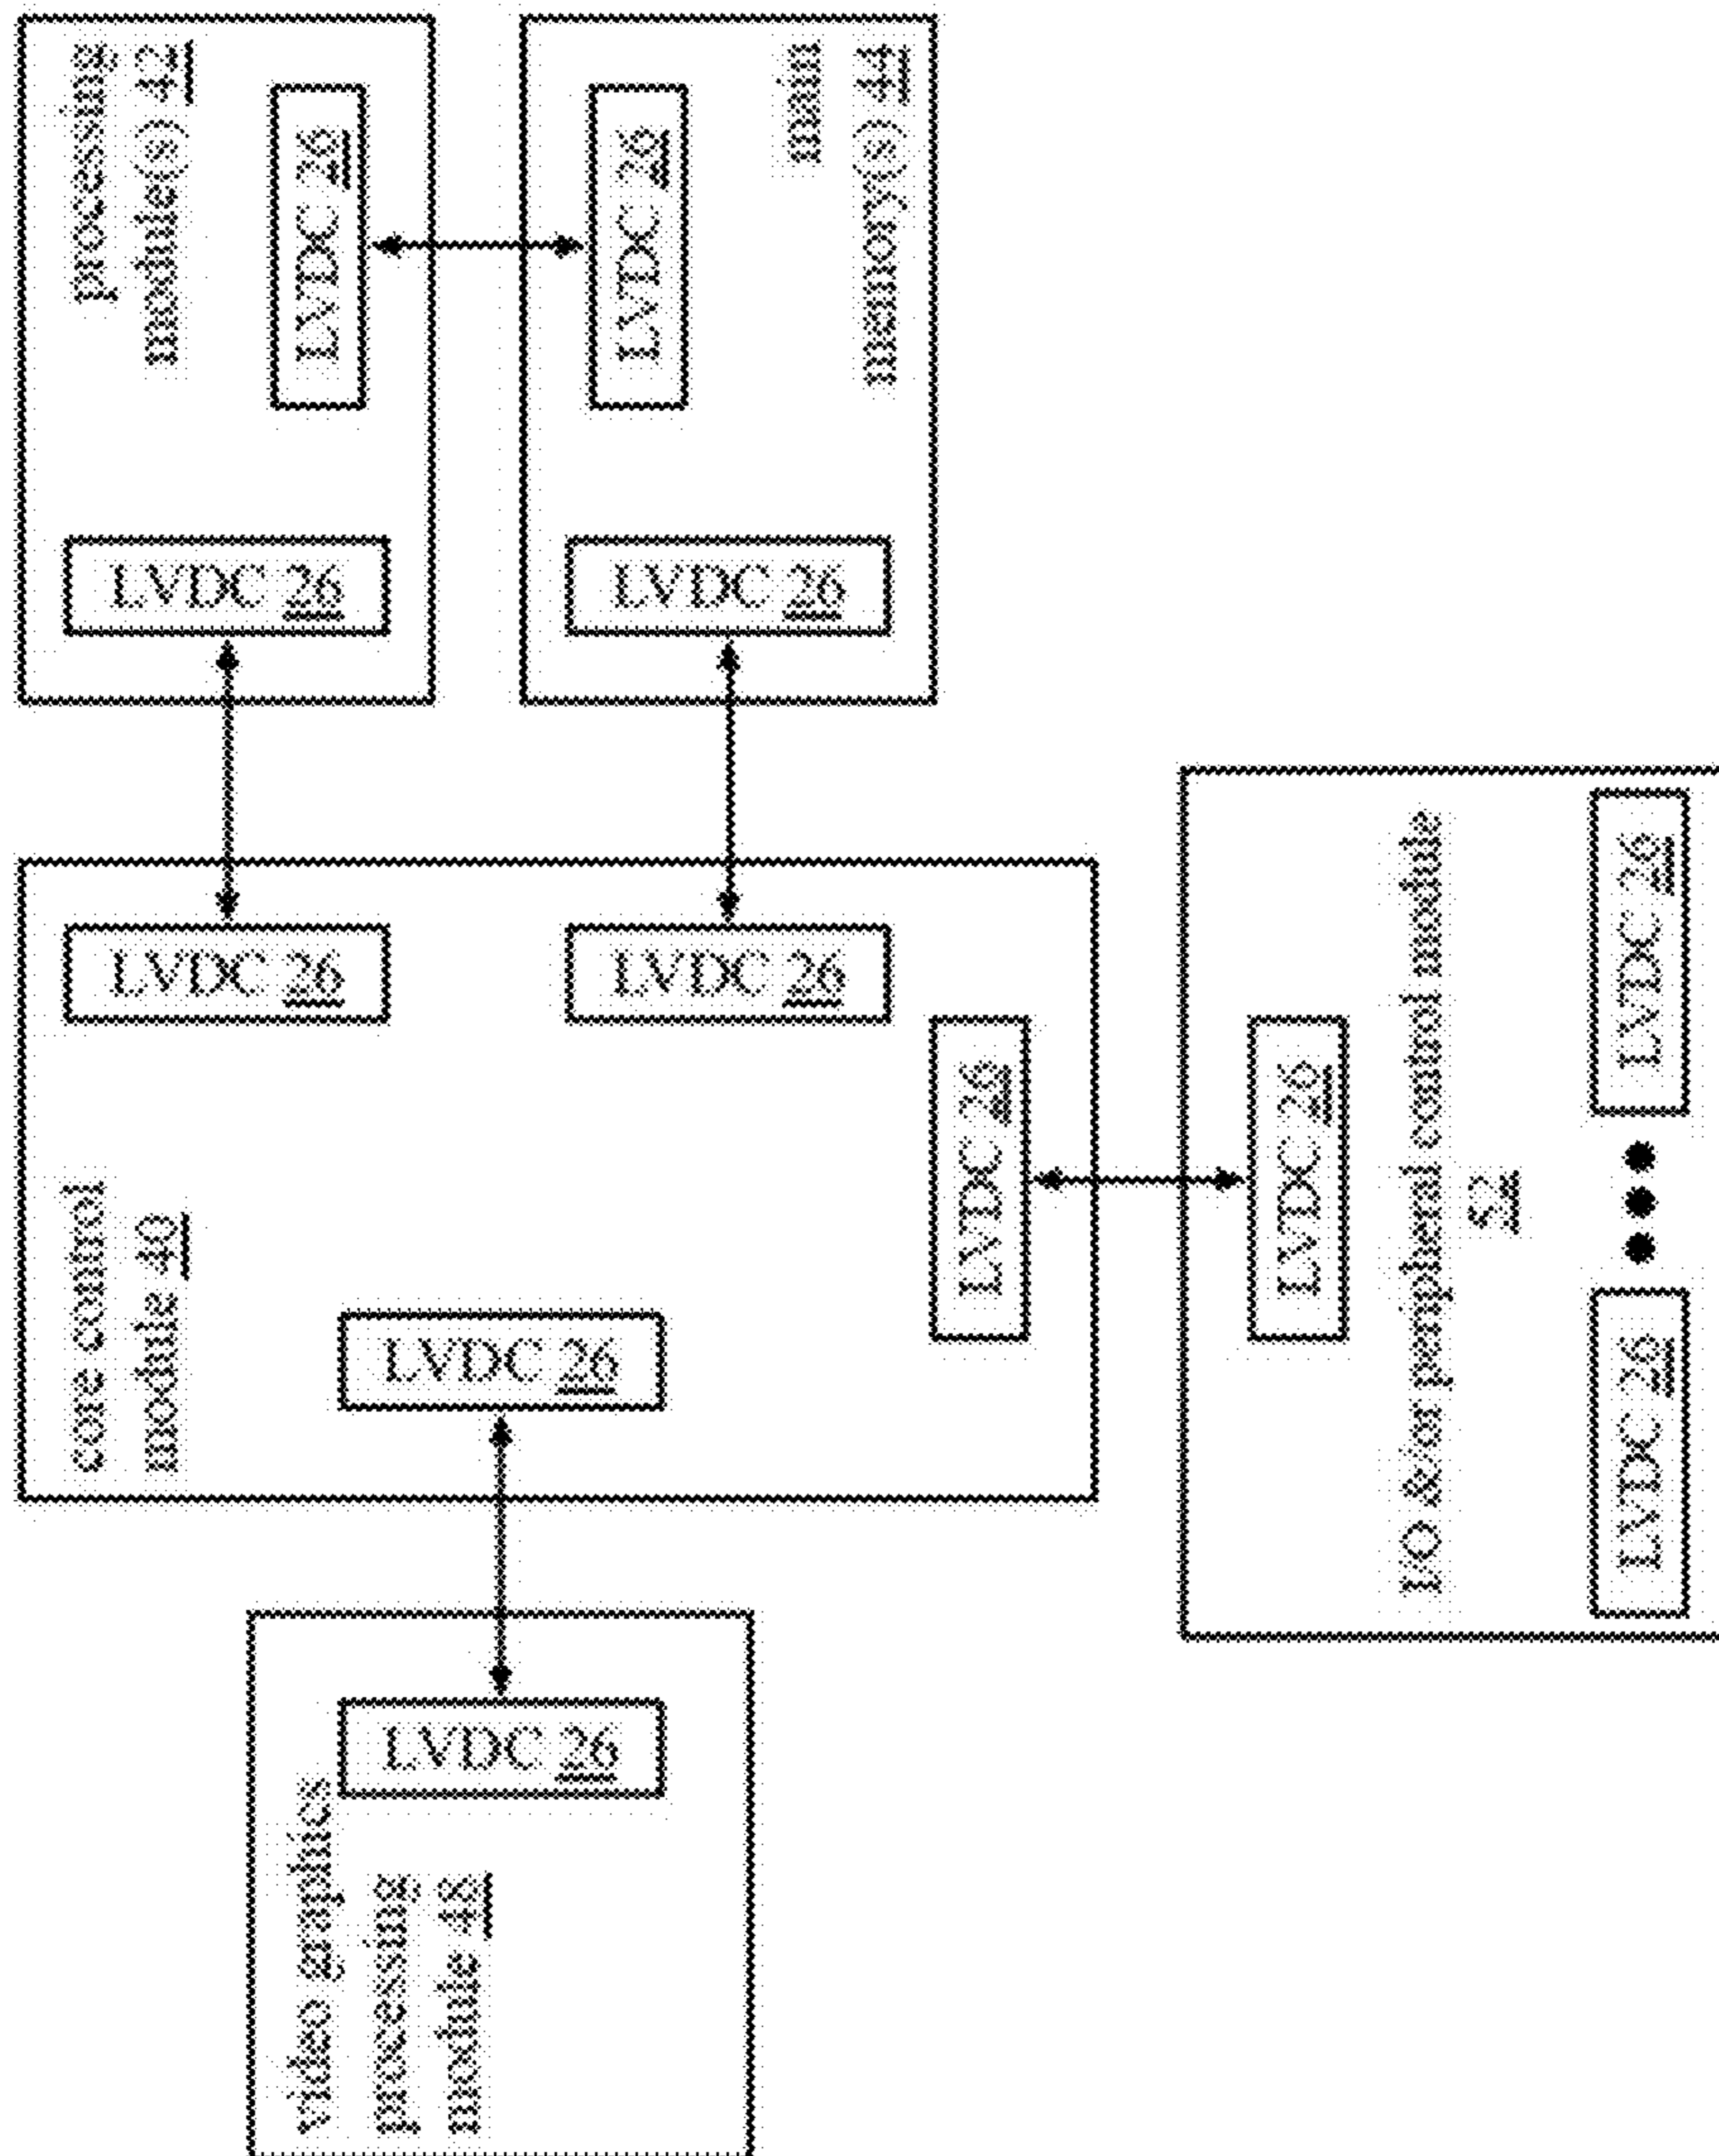 processing
module(s) 42
LVDC 26
LVDC 26
LVDC 26
main
memory(s) 44
LVDC 26
core control
module 40
LVDC 26
LVDC 26
LVDC 26
LVDC 26
video graphics
processing
module 48
LVDC 26
LVDC 26
I/O &/or peripheral control module
52
LVDC 26
LVDC 26